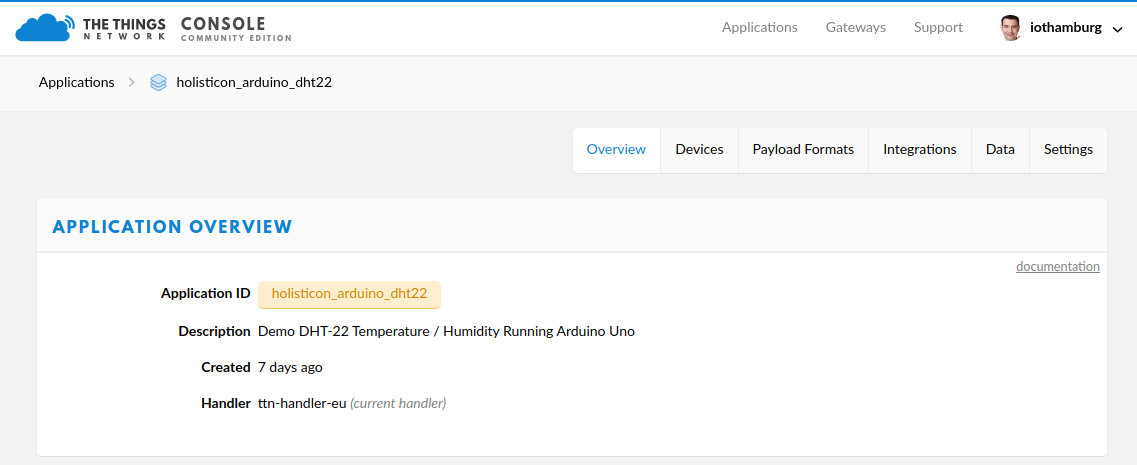 THE THINGS NETWORK CONSOLE COMMUNITY EDITION
Applications Gateways Support iothamburg
Applications holisticon_arduino_dht22
Overview Devices Payload Formats Integrations Data Settings
APPLICATION OVERVIEW
documentation
Application ID holisticon_arduino_dht22
Description Demo DHT-22 Temperature / Humidity Running Arduino Uno
Created 7 days ago
Handler ttn-handler-eu (current handler)